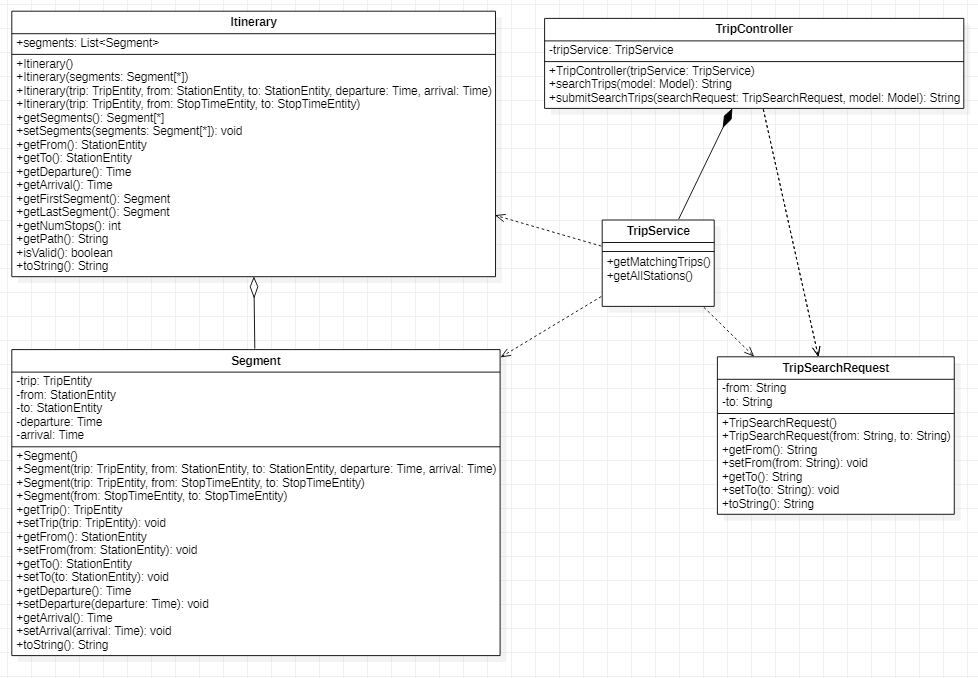 Itinerary
+segments: List<Segment>
+Itinerary()
+Itinerary(segments: Segment[*])
+Itinerary(trip: TripEntity, from: StationEntity, to: StationEntity, departure: Time, arrival: Time)
+Itinerary(trip: TripEntity, from: StopTimeEntity, to: StopTimeEntity)
+getSegments(): Segment[*]
+setSegments(segments: Segment[*]): void
+getFrom(): StationEntity
+getTo(): StationEntity
+getDeparture(): Time
+getArrival(): Time
+getFirstSegment(): Segment
+getLastSegment(): Segment
+getNumStops(): int
+getPath(): String
+isValid(): boolean
+toString(): String
TripController
-tripService: TripService
+TripController(tripService: TripService)
+searchTrips(model: Model): String
+submitSearchTrips(searchRequest: TripSearchRequest, model: Model): String
TripService
+getMatchingTrips()
+getAllStations()
Segment
-trip: TripEntity
-from: StationEntity
-to: StationEntity
-departure: Time
-arrival: Time
+Segment()
+Segment(trip: TripEntity, from: StationEntity, to: StationEntity, departure: Time, arrival: Time)
+Segment(trip: TripEntity, from: StopTimeEntity, to: StopTimeEntity)
+Segment(from: StopTimeEntity, to: StopTimeEntity)
+getTrip(): TripEntity
+setTrip(trip: TripEntity): void
+getFrom(): StationEntity
+setFrom(from: StationEntity): void
+getTo(): StationEntity
+setTo(to: StationEntity): void
+getDeparture(): Time
+setDeparture(departure: Time): void
+getArrival(): Time
+setArrival(arrival: Time): void
+toString(): String
TripSearchRequest
-from: String
-to: String
+TripSearchRequest()
+TripSearchRequest(from: String, to: String)
+getFrom(): String
+setFrom(from: String): void
+getTo(): String
+setTo(to: String): void
+toString(): String